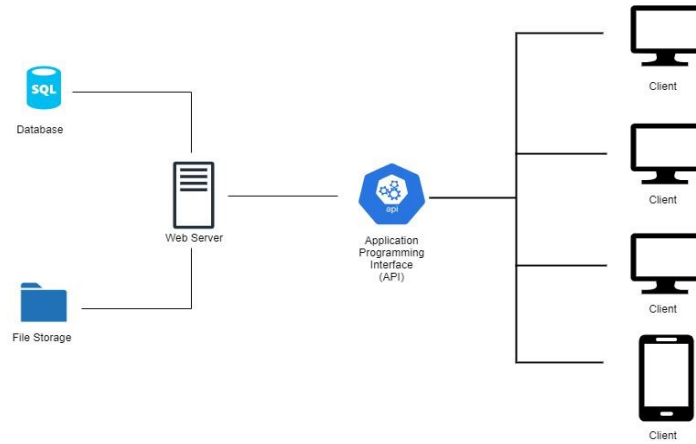 SQL
Database
Web Server
File Storage
api
Application
Programming
Interface
(API)
Client
Client
Client
Client